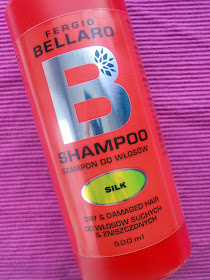 FERGIO
BELLARO
B
SHAMPOO
SZAMPON DO WŁOSÓW
SILK
DRY & DAMAGED HAIR
DO WŁOSÓW SUCHYCH
& ZNISZCZONYCH
500 ml